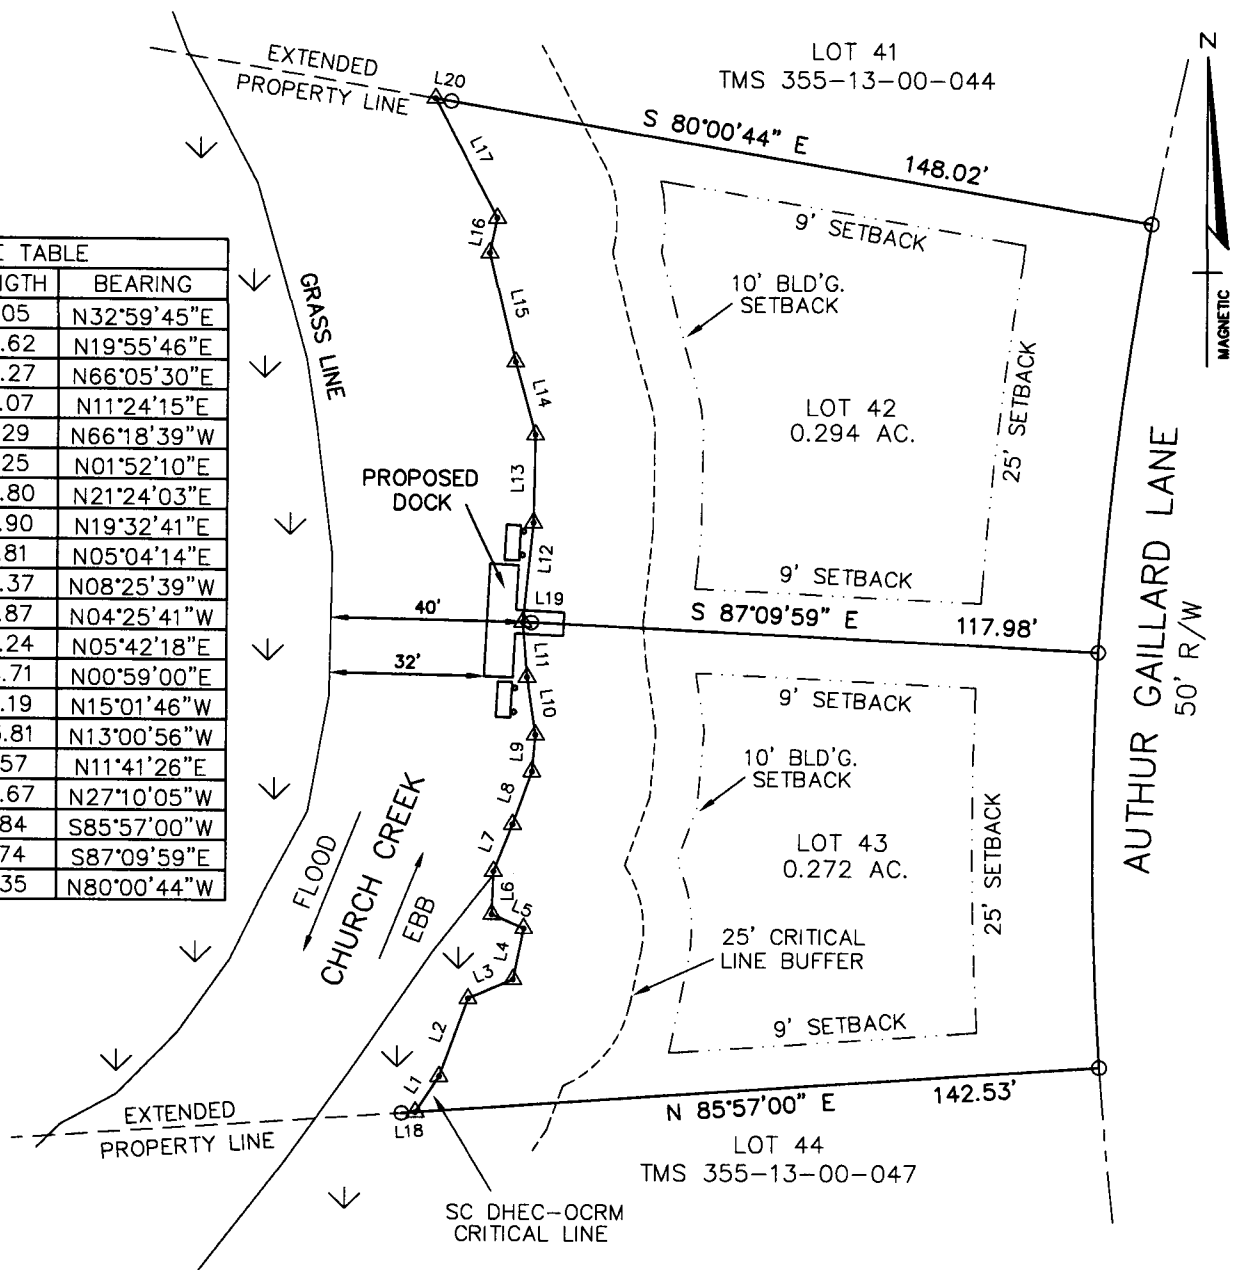 LOT 41
TMS 355-13-00-044
N
MAGNETIC
EXTENDED
PROPERTY LINE
L20
S 80°00'44" E
148.02'
L17
L16
L15
L14
L13
L12
L19
L11
L10
L9
L8
L7
L6
L5
L4
L3
L2
L1
L18
E TABLE
NGTH BEARING
05 N32°59'45"E
.62 N19°55'46"E
.27 N66°05'30"E
.07 N11°24'15"E
29 N66°18'39"W
25 N01°52'10"E
.80 N21°24'03"E
.90 N19°32'41"E
.81 N05°04'14"E
.37 N08°25'39"W
.87 N04°25'41"W
.24 N05°42'18"E
.71 N00°59'00"E
.19 N15°01'46"W
.81 N13°00'56"W
57 N11°41'26"E
.67 N27°10'05"W
84 S85°57'00"W
74 S87°09'59"E
35 N80°00'44"W
GRASS LINE
9' SETBACK
10' BLD'G.
SETBACK
LOT 42
0.294 AC.
25' SETBACK
9' SETBACK
PROPOSED
DOCK
40'
32'
S 87°09'59" E
117.98'
AUTHUR GAILLARD LANE
50' R/W
9' SETBACK
10' BLD'G.
SETBACK
LOT 43
0.272 AC.
25' SETBACK
25' CRITICAL
LINE BUFFER
9' SETBACK
FLOOD
CHURCH CREEK
EBB
EXTENDED
PROPERTY LINE
N 85°57'00" E
142.53'
LOT 44
TMS 355-13-00-047
SC DHEC-OCRM
CRITICAL LINE